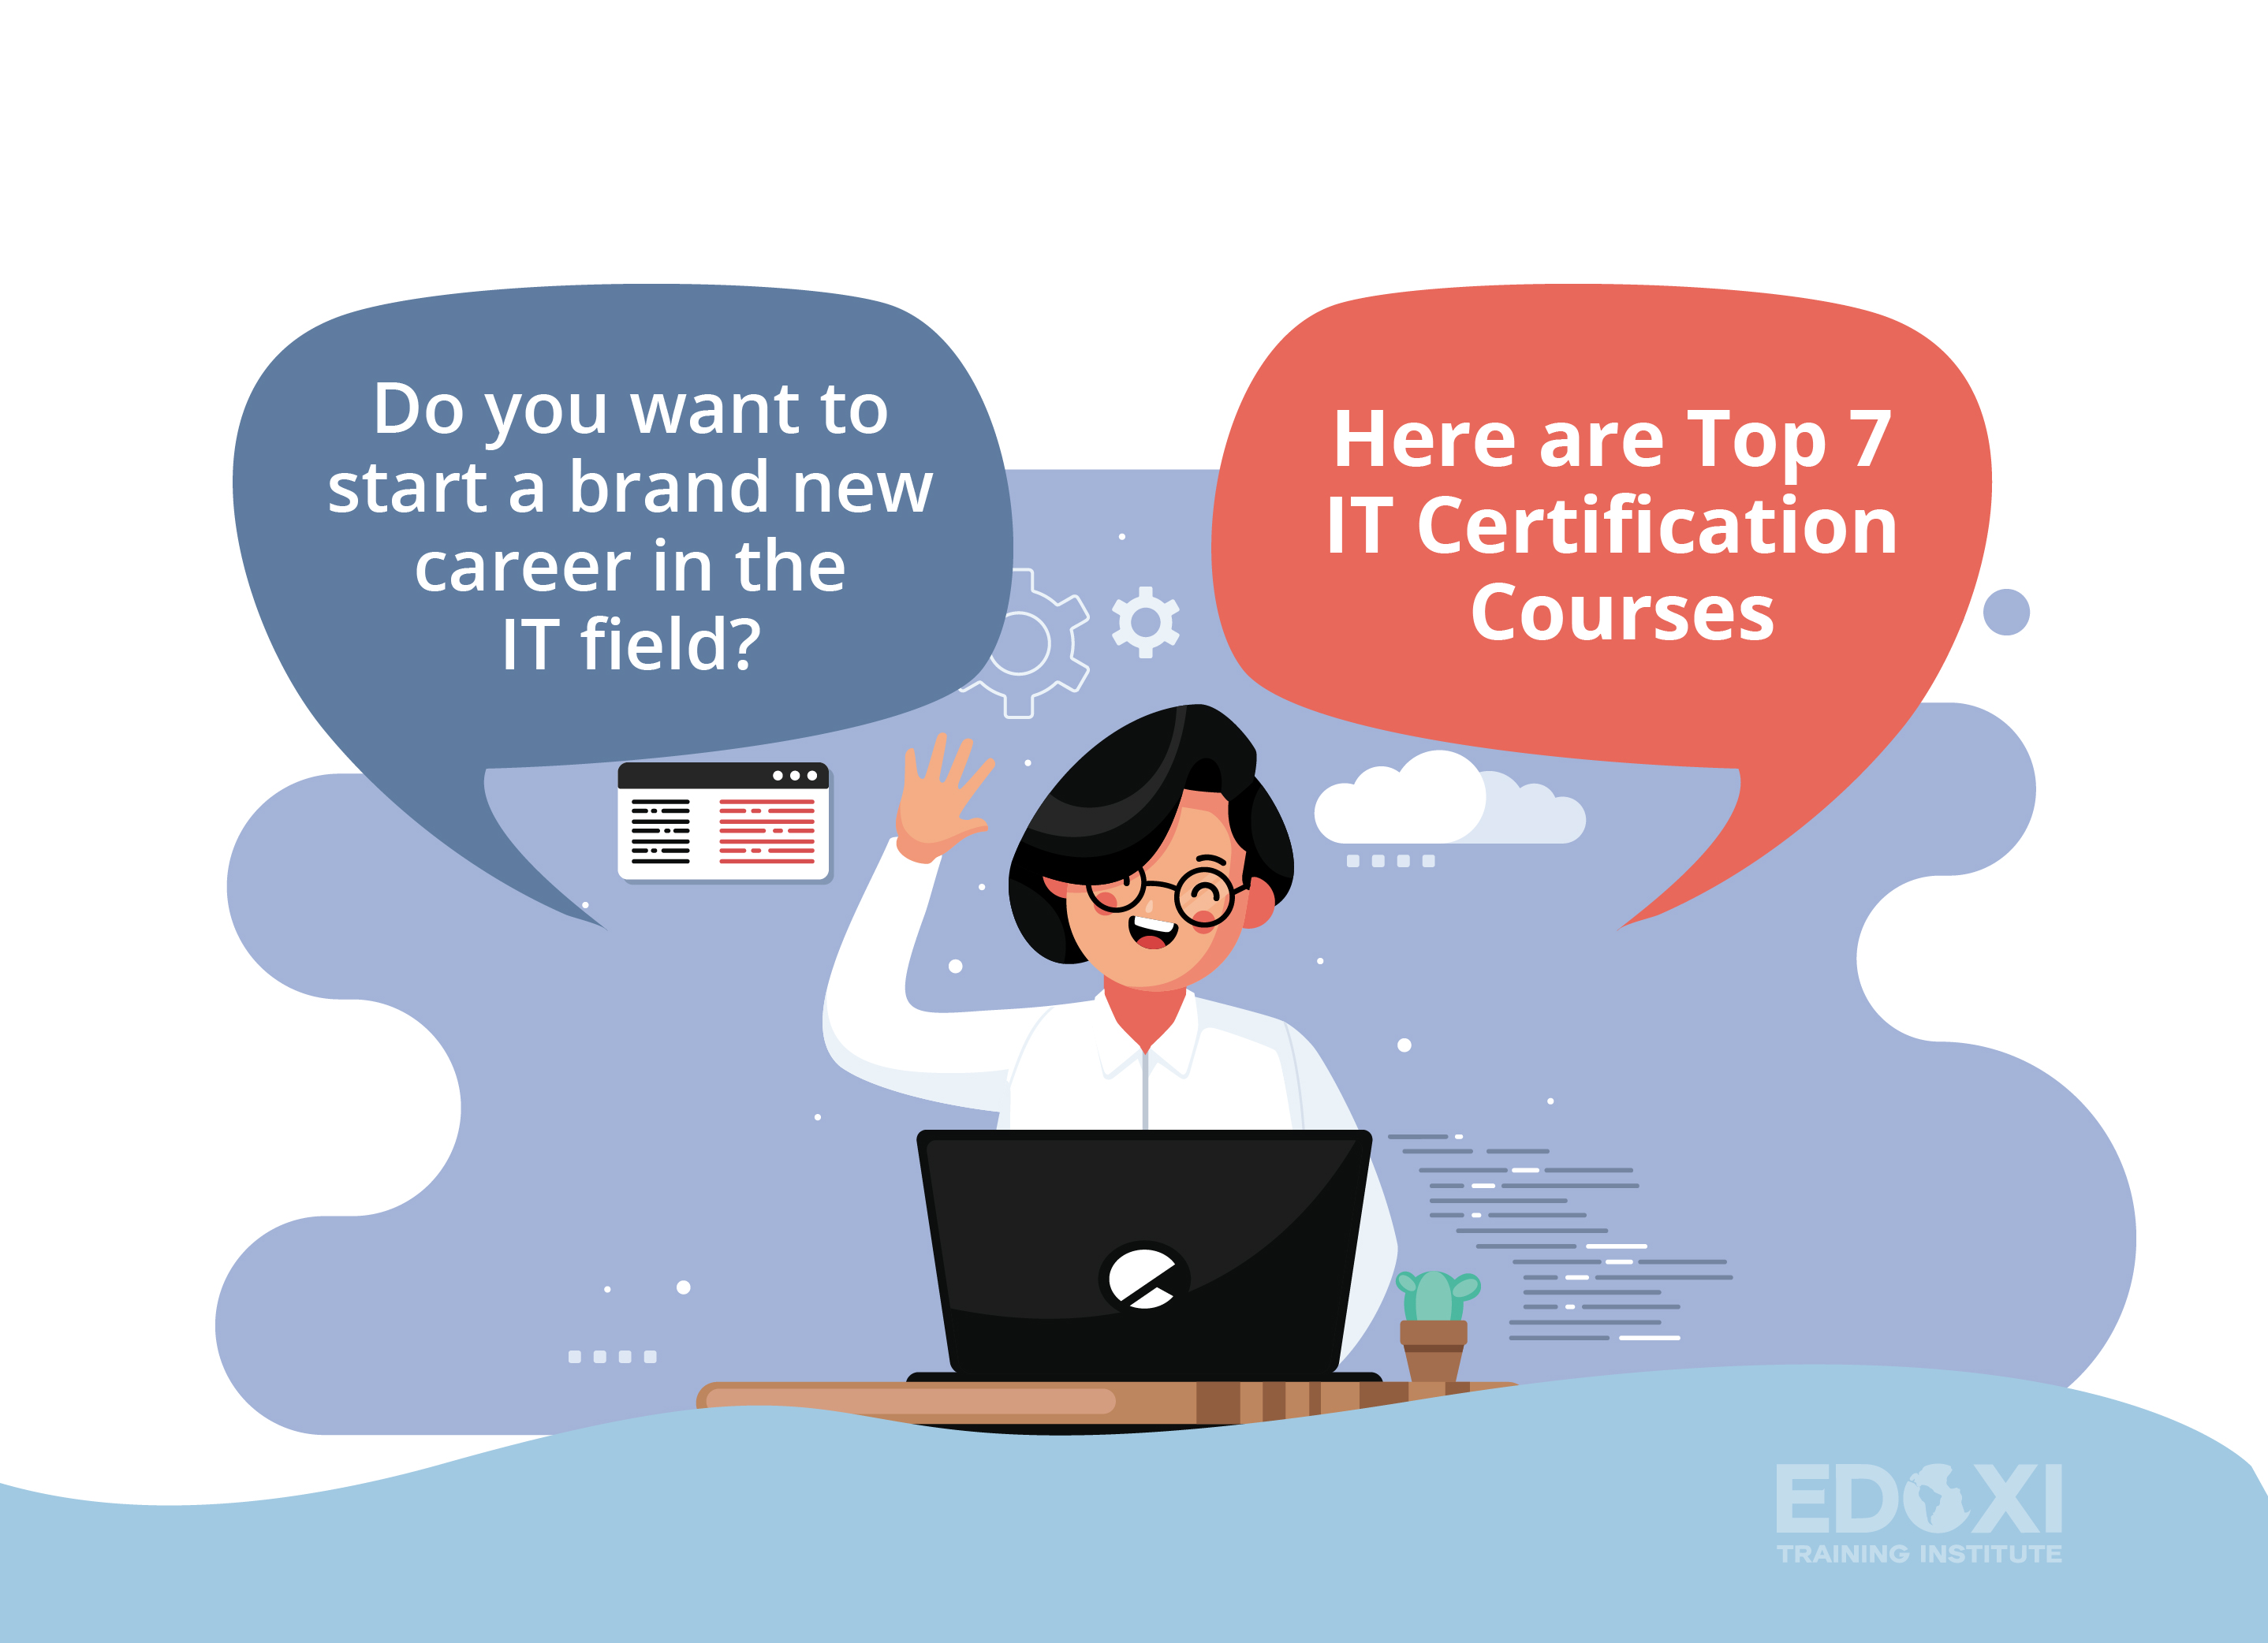 Do you want to
start a brand new
career in the
IT field?
Here are Top 7
IT Certification
Courses
EDOXI
TRAINING INSTITUTE